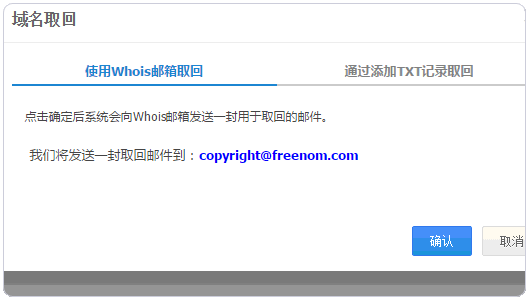 域名取回
使用Whois邮箱取回 通过添加TXT记录取回
点击确定后系统会向Whois邮箱发送一封用于取回的邮件。
我们将发送一封取回邮件到：copyright@freenom.com
确认 取消